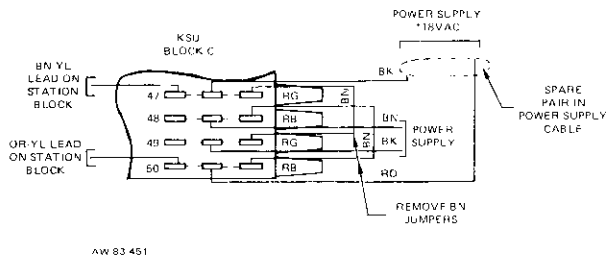 POWER SUPPLY
*18VAC
KSU
BLOCK C
BN YL
LEAD ON
STATION
BLOCK
BK
47
RG
BN
SPARE
PAIR IN
POWER SUPPLY
CABLE
48
RB
BN
POWER
SUPPLY
49
RG
BN
BK
OR-YL LEAD
ON STATION
BLOCK
50
RB
RD
REMOVE BN
JUMPERS
AW 83 451